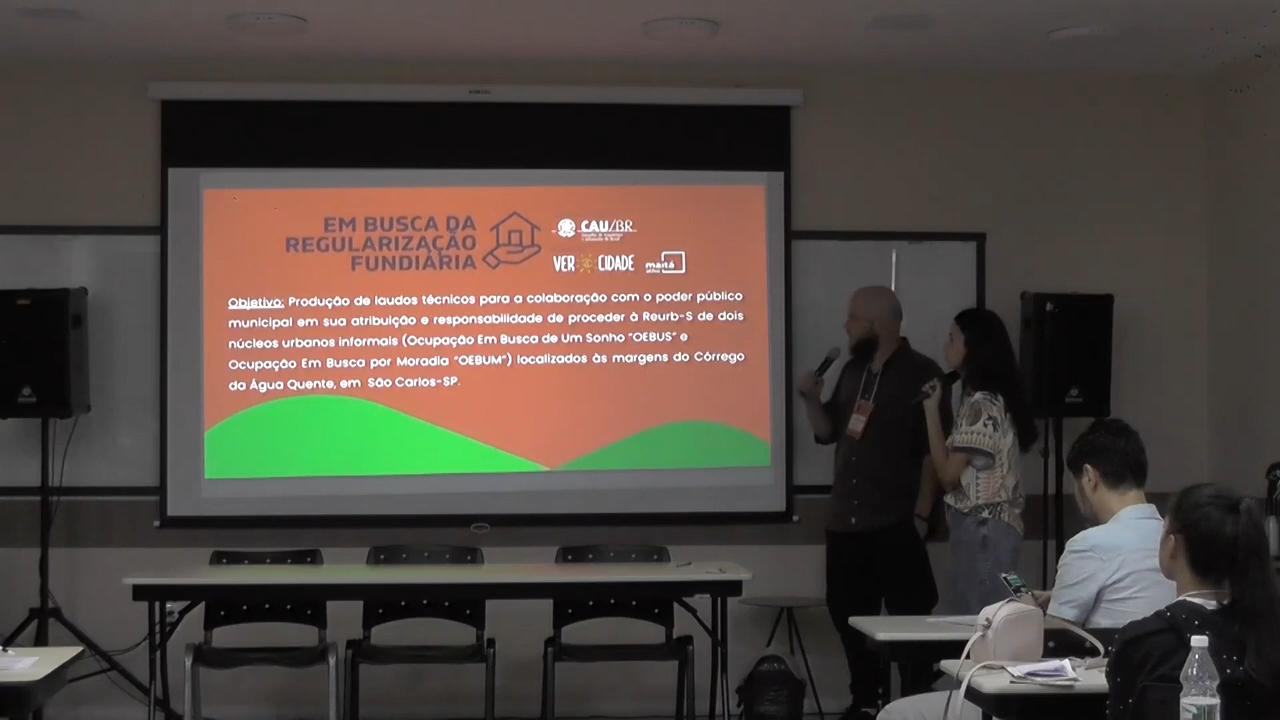 EM BUSCA DA
REGULARIZAÇÃO
FUNDIÁRIA
CAU/BR
VER CIDADE
Objetivo: Produção de laudos técnicos para a colaboração com o poder público
municipal em sua atribuição e responsabilidade de proceder à Reurb-S de dois
núcleos urbanos informais (Ocupação Em Busca de Um Sonho "OEBUS" e
Ocupação Em Busca por Moradia "OEBUM") localizados às margens do Córrego
da Água Quente, em São Carlos-SP.